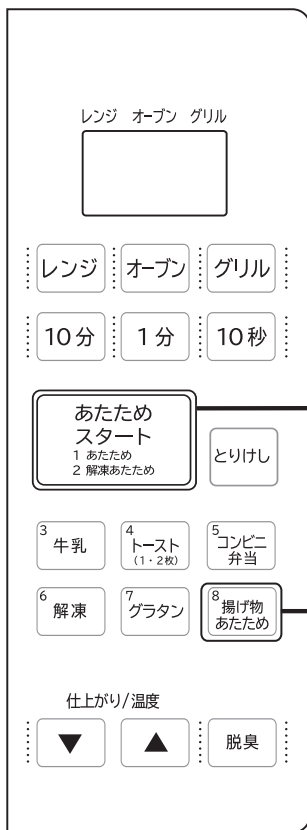 レンジ オーブン グリル
レンジ オーブン グリル
10分 1分 10秒
あたため
スタート
1 あたため
2 解凍あたため
とりけし
3 牛乳
4 トースト
(1・2枚)
5 コンビニ
弁当
6 解凍
7 グラタン
8 揚げ物
あたため
仕上がり/温度
▼ ▲ 脱臭